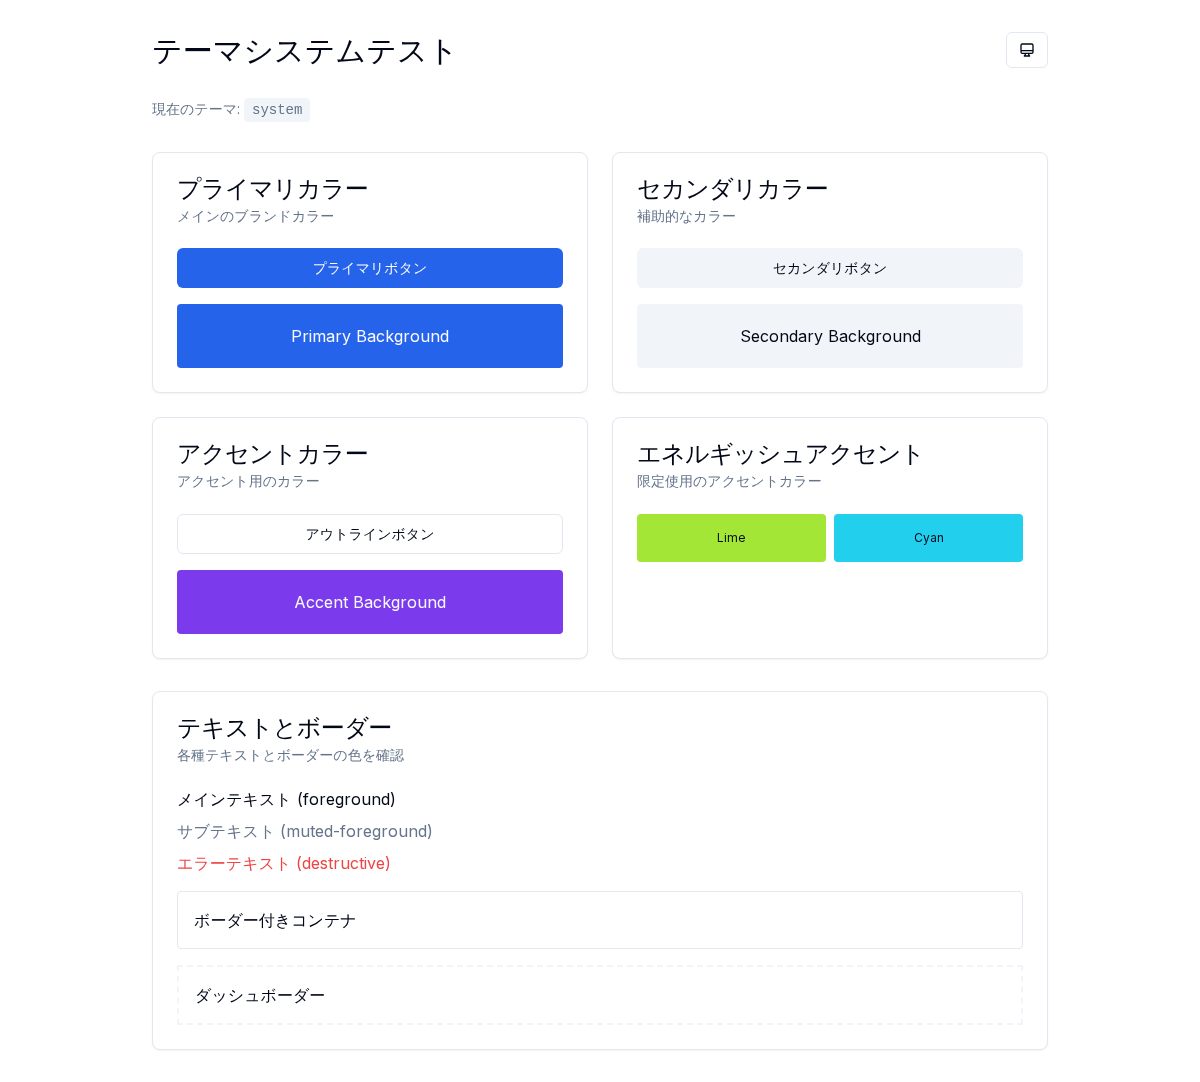 テーマシステムテスト
現在のテーマ: system
プライマリカラー
メインのブランドカラー
プライマリボタン
Primary Background
セカンダリカラー
補助的なカラー
セカンダリボタン
Secondary Background
アクセントカラー
アクセント用のカラー
アウトラインボタン
Accent Background
エネルギッシュアクセント
限定使用のアクセントカラー
Lime
Cyan
テキストとボーダー
各種テキストとボーダーの色を確認
メインテキスト (foreground)
サブテキスト (muted-foreground)
エラーテキスト (destructive)
ボーダー付きコンテナ
ダッシュボーダー